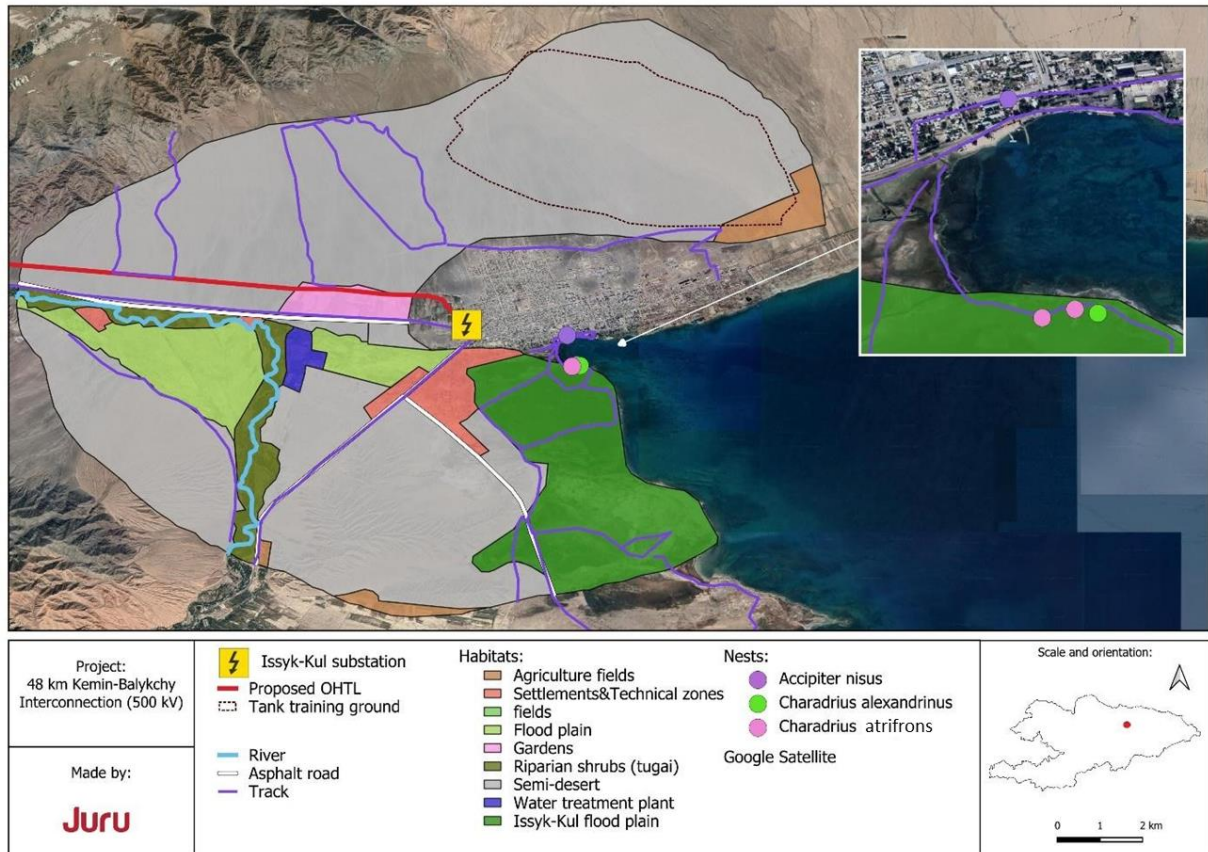 Project:
48 km Kemin-Balykchy
Interconnection (500 kV)
Made by:
Juru
Issyk-Kul substation
Proposed OHTL
Tank training ground
River
Asphalt road
Track
Habitats:
Agriculture fields
Settlements&Technical zones
fields
Flood plain
Gardens
Riparian shrubs (tugai)
Semi-desert
Water treatment plant
Issyk-Kul flood plain
Nests:
Accipiter nisus
Charadrius alexandrinus
Charadrius atrifrons
Google Satellite
Scale and orientation:
0 1 2 km